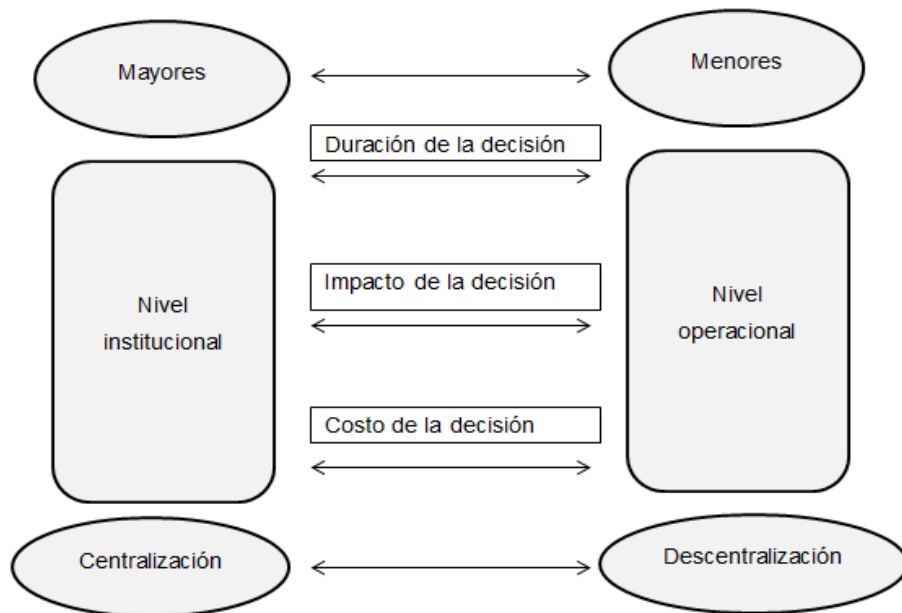 Mayores
Menores
Duración de la decisión
Impacto de la decisión
Nivel
institucional
Nivel
operacional
Costo de la decisión
Centralización
Descentralización